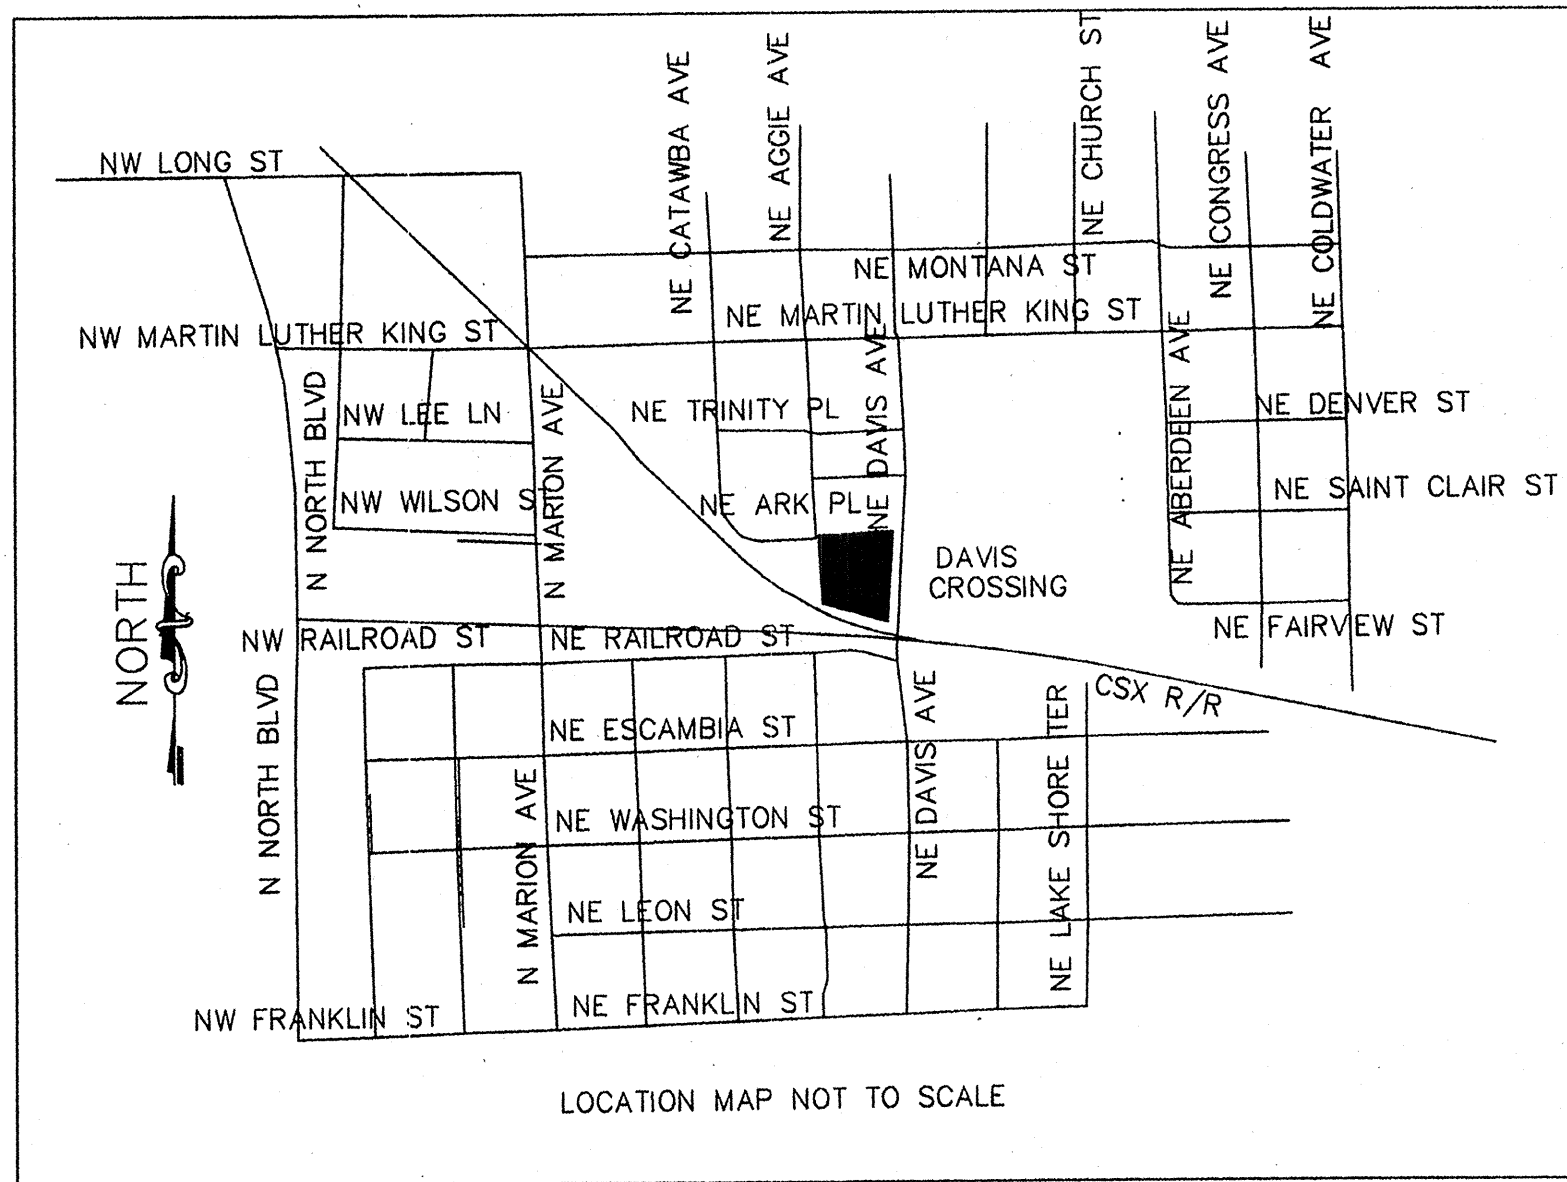 NE CATAWBA AVE
NE AGGIE AVE
NE CHURCH ST
NE CONGRESS AVE
NE COLDWATER AVE
NW LONG ST
NE MONTANA ST
NE MARTIN LUTHER KING ST
NW MARTIN LUTHER KING ST
N NORTH BLVD
NW LEE LN
N MARION AVE
NE TRINITY PL
NE DAVIS AVE
NE ABERDEEN AVE
NE DENVER ST
NW WILSON ST
NE ARK PL
NE SAINT CLAIR ST
NORTH
DAVIS
CROSSING
NW RAILROAD ST
NE RAILROAD ST
NE FAIRVIEW ST
N NORTH BLVD
CSX R/R
NE ESCAMBIA ST
NE DAVIS AVE
NE LAKE SHORE TER
N MARION AVE
NE WASHINGTON ST
NE LEON ST
NW FRANKLIN ST
NE FRANKLIN ST
LOCATION MAP NOT TO SCALE